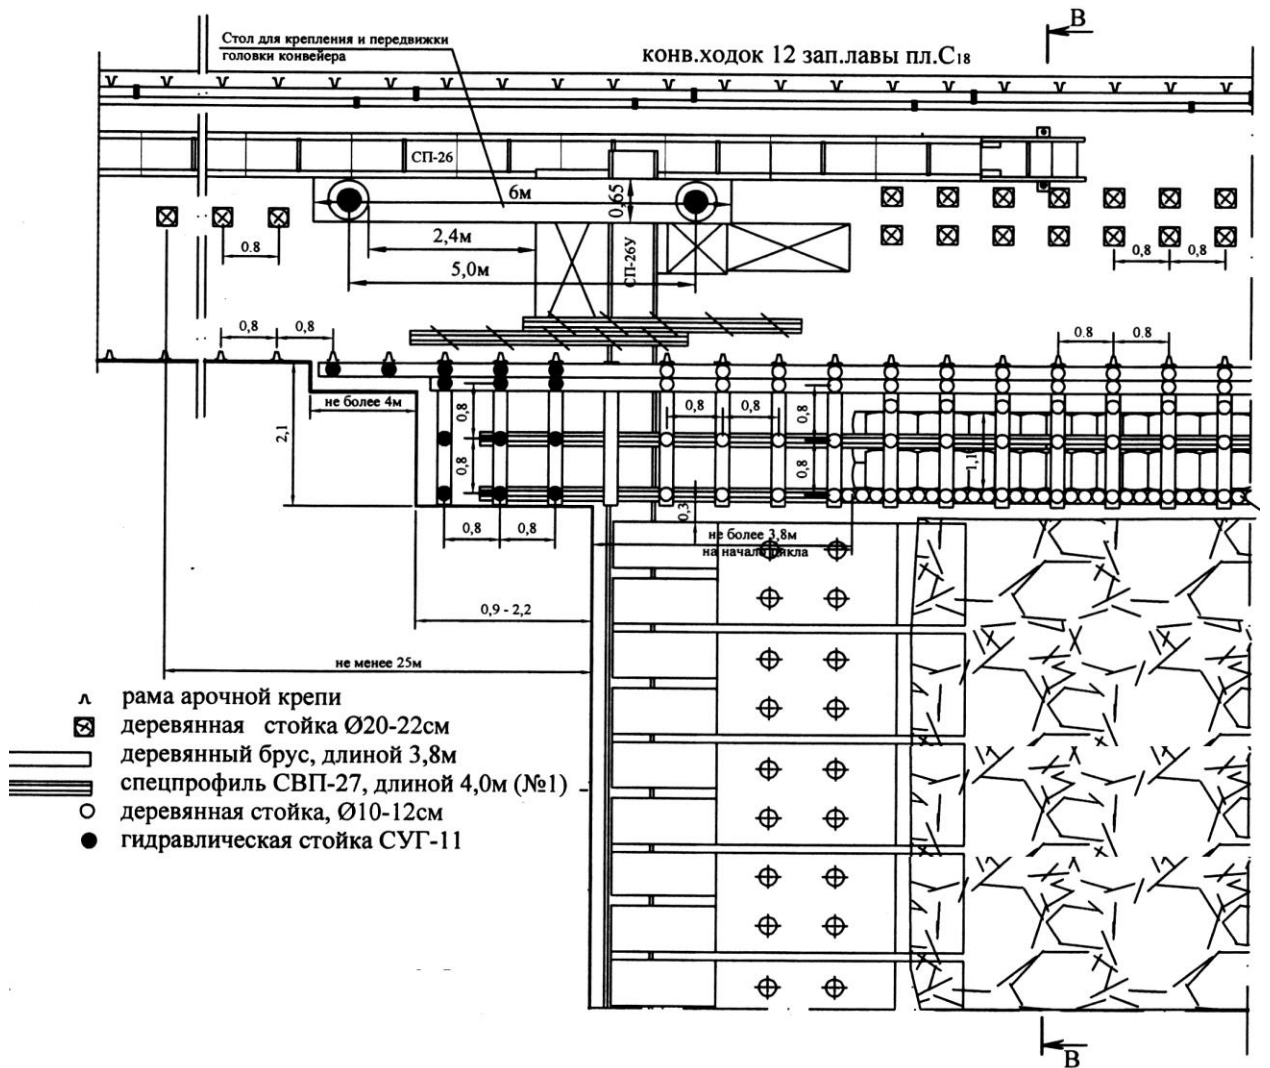 В
Стол для крепления и передвижки
головки конвейера
конв.ходок 12 зап.лавы пл.С18
СП-26
6м
0,65
2,4м
5,0м
СП-26У
0.8
0,8
0,8
0,8
0,8
0.8
0.8
не более 4м
2,1
0,8
0,8
0,8
0,8
0,8
0,8
0,8
0,8
0,3
не более 3,8м
на начало цикла
0,9 - 2,2
не менее 25м
рама арочной крепи
деревянная стойка Ø20-22см
деревянный брус, длиной 3,8м
спецпрофиль СВП-27, длиной 4,0м (№1)
деревянная стойка, Ø10-12см
гидравлическая стойка СУГ-11
В